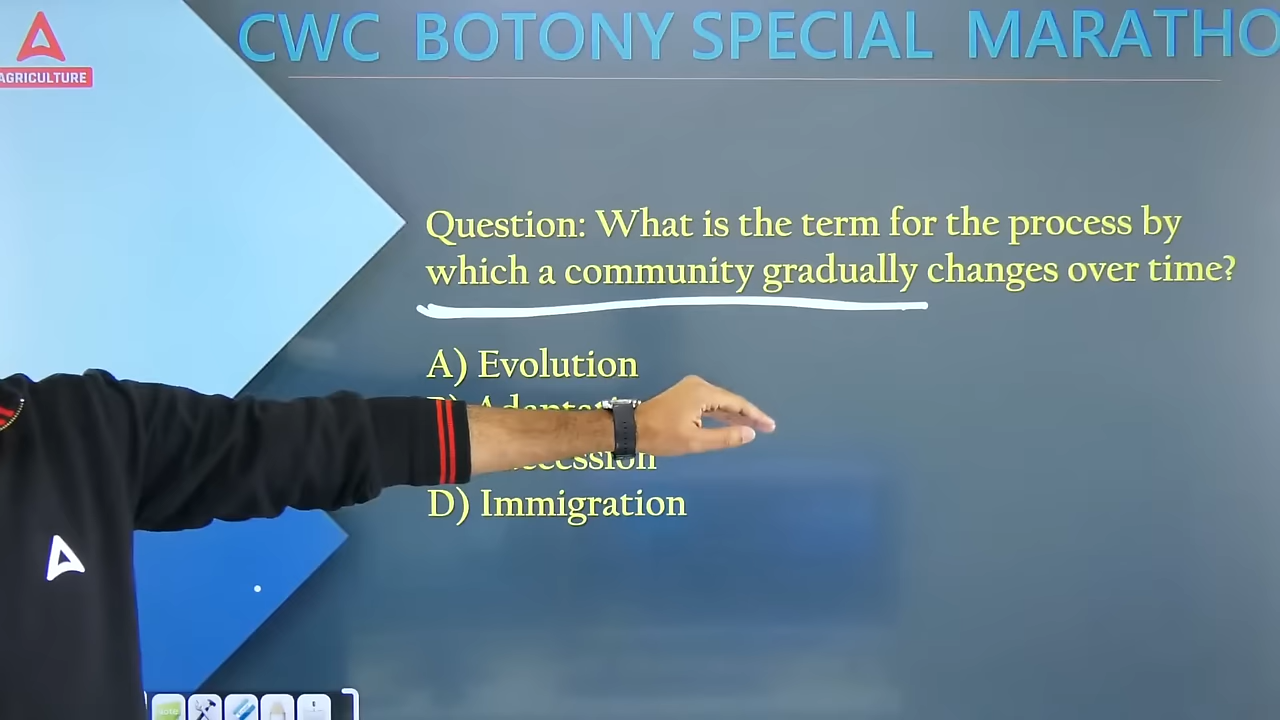 CWC BOTONY SPECIAL MARATHO
AGRICULTURE
Question: What is the term for the process by
which a community gradually changes over time?
A) Evolution
D) Immigration